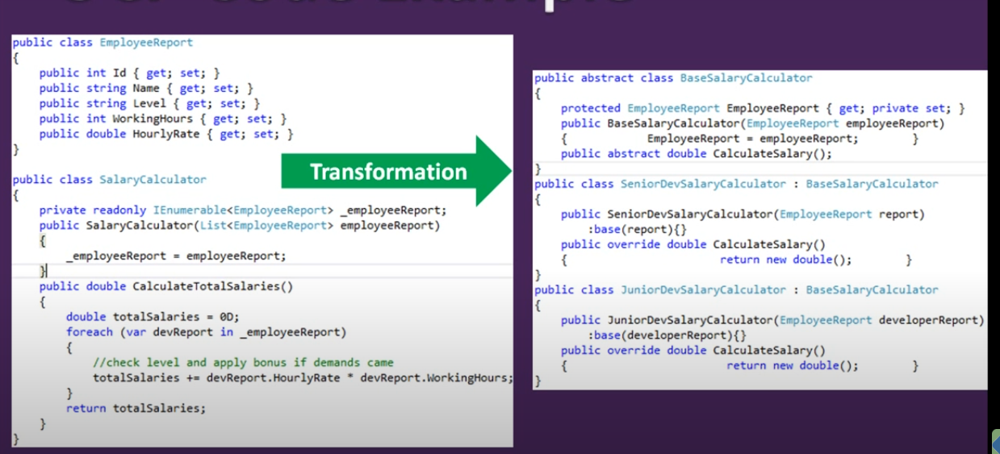 public class EmployeeReport
{
public int Id { get; set; }
public string Name { get; set; }
public string Level { get; set; }
public int WorkingHours { get; set; }
public double HourlyRate { get; set; }
}
public class SalaryCalculator
{
private readonly IEnumerable<EmployeeReport> _employeeReport;
public SalaryCalculator(List<EmployeeReport> employeeReport)
{
_employeeReport = employeeReport;
}
public double CalculateTotalSalaries()
{
double totalSalaries = 0D;
foreach (var devReport in _employeeReport)
{
//check level and apply bonus if demands came
totalSalaries += devReport.HourlyRate * devReport.WorkingHours;
}
return totalSalaries;
}
}
Transformation
public abstract class BaseSalaryCalculator
{
protected EmployeeReport EmployeeReport { get; private set; }
public BaseSalaryCalculator(EmployeeReport employeeReport)
{ EmployeeReport = employeeReport; }
public abstract double CalculateSalary();
}
public class SeniorDevSalaryCalculator : BaseSalaryCalculator
{
public SeniorDevSalaryCalculator(EmployeeReport report)
:base(report){}
public override double CalculateSalary()
{ return new double(); }
}
public class JuniorDevSalaryCalculator : BaseSalaryCalculator
{
public JuniorDevSalaryCalculator(EmployeeReport developerReport)
:base(developerReport){}
public override double CalculateSalary()
{ return new double(); }
}